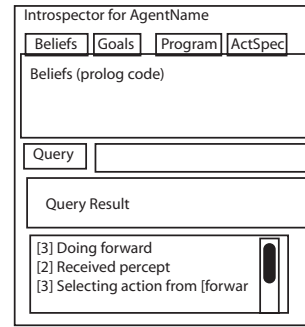 Introspector for AgentName
Beliefs Goals Program ActSpec
Beliefs (prolog code)
Query
Query Result
[3] Doing forward
[2] Received percept
[3] Selecting action from [forwar